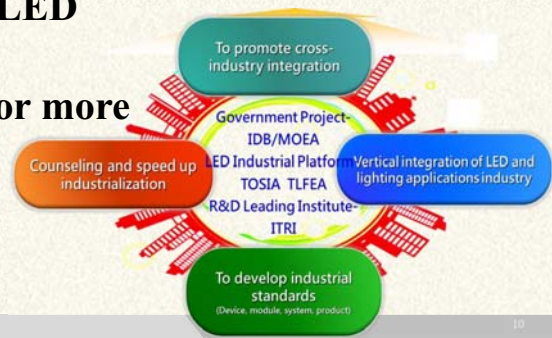 LED
or more
To promote cross-
industry integration
Government Project-
IDB/MOEA
LED Industrial Platform
TOSIA TLFEA
R&D Leading Institute-
ITRI
Counseling and speed up
industrialization
Vertical integration of LED and
lighting applications industry
To develop industrial
standards
(Device, module, system, product)
10